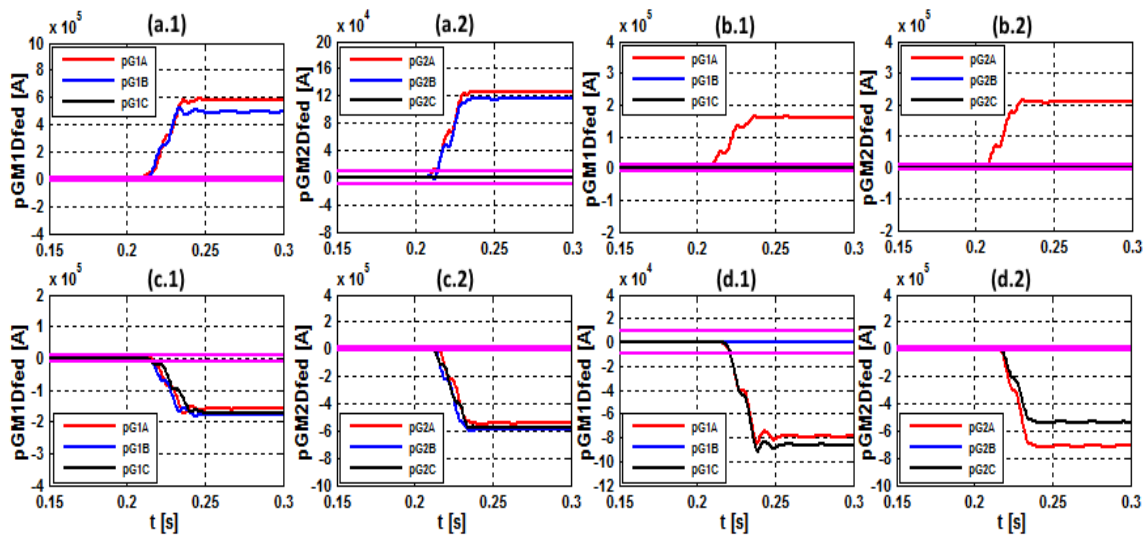 x 10^5
(a.1)
pGM1Dfed [A]
10
8
6
4
2
0
-2
-4
pG1A
pG1B
pG1C
0.15 0.2 0.25 0.3
x 10^4
(a.2)
pGM2Dfed [A]
20
16
12
8
4
0
-4
-8
pG2A
pG2B
pG2C
0.15 0.2 0.25 0.3
x 10^5
(b.1)
pGM1Dfed [A]
4
3
2
1
0
-1
-2
pG1A
pG1B
pG1C
0.15 0.2 0.25 0.3
x 10^5
(b.2)
pGM2Dfed [A]
4
3
2
1
0
-1
-2
pG2A
pG2B
pG2C
0.15 0.2 0.25 0.3
x 10^5
(c.1)
pGM1Dfed [A]
2
1
0
-1
-2
-3
-4
pG1A
pG1B
pG1C
0.15 0.2 0.25 0.3
t [s]
x 10^5
(c.2)
pGM2Dfed [A]
4
2
0
-2
-4
-6
-8
-10
pG2A
pG2B
pG2C
0.15 0.2 0.25 0.3
t [s]
x 10^4
(d.1)
pGM1Dfed [A]
4
2
0
-2
-4
-6
-8
-10
-12
pG1A
pG1B
pG1C
0.15 0.2 0.25 0.3
t [s]
x 10^5
(d.2)
pGM2Dfed [A]
4
2
0
-2
-4
-6
-8
-10
pG2A
pG2B
pG2C
0.15 0.2 0.25 0.3
t [s]